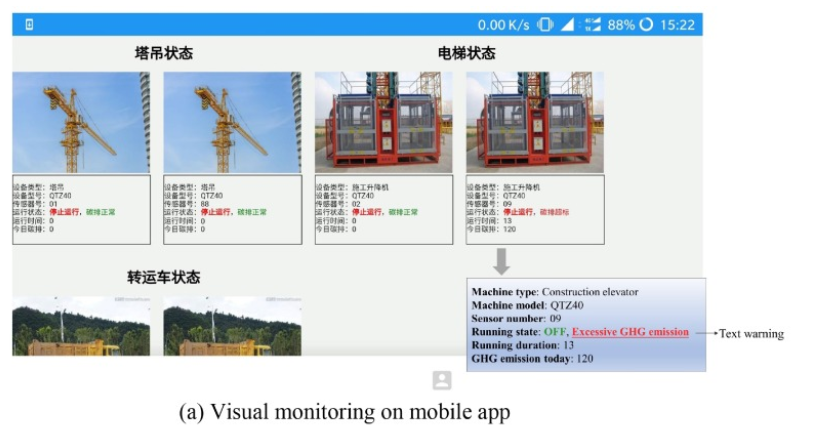 0.00 K/s 88% 15:22
塔吊状态
电梯状态
设备类型：塔吊
设备型号：QTZ40
传感器号：01
运行状态：停止运行，碳排正常
运行时间：0
今日碳排：0
设备类型：塔吊
设备型号：QTZ40
传感器号：88
运行状态：停止运行，碳排正常
运行时间：0
今日碳排：0
设备类型：施工升降机
设备型号：QTZ40
传感器号：02
运行状态：停止运行，碳排正常
运行时间：0
今日碳排：0
设备类型：施工升降机
设备型号：QTZ40
传感器号：09
运行状态：停止运行，碳排超标
运行时间：13
今日碳排：120
转运车状态
Machine type: Construction elevator
Machine model: QTZ40
Sensor number: 09
Running state: OFF, Excessive GHG emission
Running duration: 13
GHG emission today: 120
Text warning
(a) Visual monitoring on mobile app